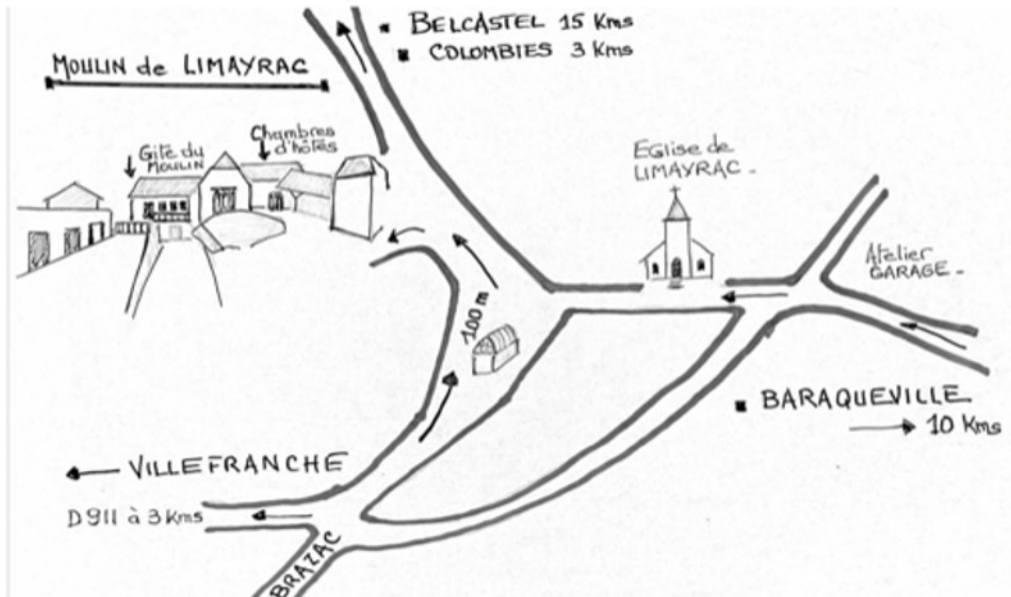 BELCASTEL 15 Kms
COLOMBIES 3 Kms
MOULIN de LIMAYRAC
Chambres
d'hôtes
Gîte du
MOULIN
Eglise de
LIMAYRAC -
Atelier
GARAGE -
100 m
BARAQUEVILLE
10 Kms
VILLEFRANCHE
D911 à 3 Kms
BRAZAC